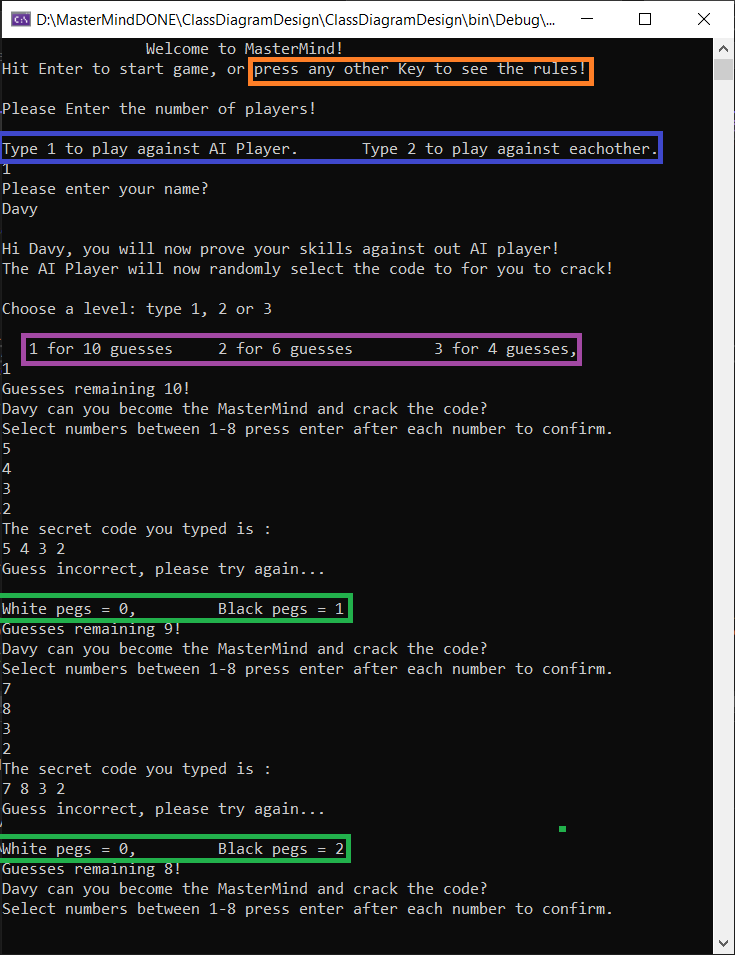 D:\MasterMindDONE\ClassDiagramDesign\ClassDiagramDesign\bin\Debug\...
Welcome to MasterMind!
Hit Enter to start game, or press any other Key to see the rules!
Please Enter the number of players!
Type 1 to play against AI Player. Type 2 to play against eachother.
1
Please enter your name?
Davy
Hi Davy, you will now prove your skills against out AI player!
The AI Player will now randomly select the code to for you to crack!
Choose a level: type 1, 2 or 3
1 for 10 guesses 2 for 6 guesses 3 for 4 guesses,
1
Guesses remaining 10!
Davy can you become the MasterMind and crack the code?
Select numbers between 1-8 press enter after each number to confirm.
5
4
3
2
The secret code you typed is :
5 4 3 2
Guess incorrect, please try again...
White pegs = 0, Black pegs = 1
Guesses remaining 9!
Davy can you become the MasterMind and crack the code?
Select numbers between 1-8 press enter after each number to confirm.
7
8
3
2
The secret code you typed is :
7 8 3 2
Guess incorrect, please try again...
White pegs = 0, Black pegs = 2
Guesses remaining 8!
Davy can you become the MasterMind and crack the code?
Select numbers between 1-8 press enter after each number to confirm.